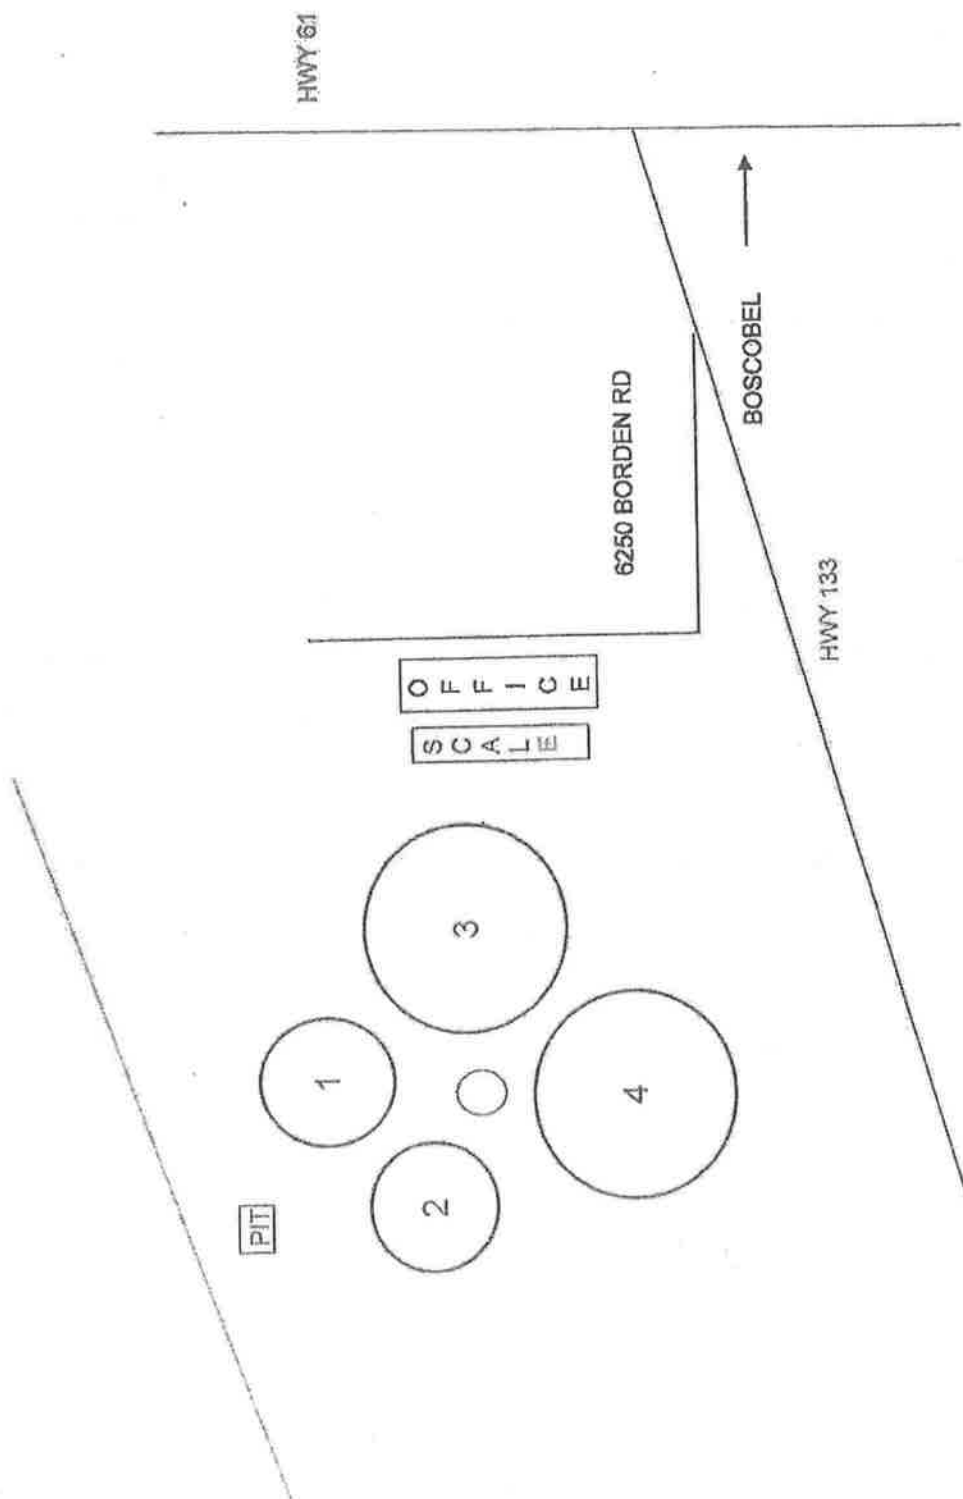 HWY 61
BOSCOBEL
6250 BORDEN RD
HWY 133
OFFICE
SCALE
3
1
4
2
PIT